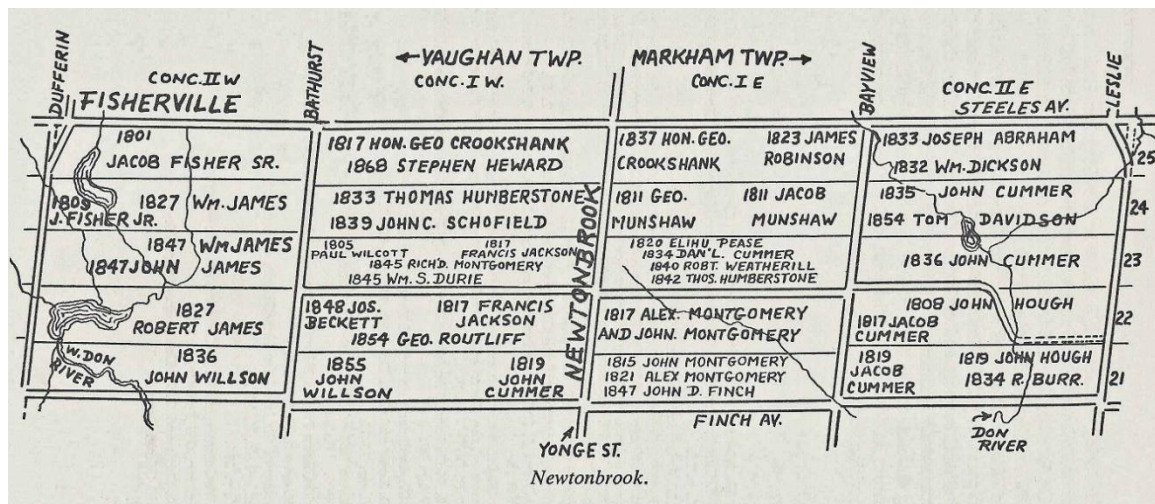 DUFFERIN
CONC. II W
FISHERVILLE
BATHURST
←VAUGHAN TWP.
CONC. I W.
MARKHAM TWP.→
CONC. I E
BAYVIEW
CONC. II E
STEELES AV.
LESLIE
1801
JACOB FISHER SR.
1817 HON. GEO CROOKSHANK
1868 STEPHEN HEWARD
1837 HON. GEO.
CROOKSHANK
1823 JAMES
ROBINSON
1833 JOSEPH ABRAHAM
1832 WM. DICKSON
25
1809
J. FISHER JR.
1827 WM. JAMES
1833 THOMAS HUMBERSTONE
1839 JOHN C. SCHOFIELD
NEWTONBROOK
1811 GEO.
MUNSHAW
1811 JACOB
MUNSHAW
1835 JOHN CUMMER
1854 TOM DAVIDSON
24
1847 WM JAMES
1847 JOHN JAMES
1805
PAUL WILCOTT
1817
FRANCIS JACKSON
1845 RICH'D. MONTGOMERY
1845 WM. S. DURIE
1820 ELIHU PEASE
1834 DAN'L. CUMMER
1840 ROBT. WEATHERILL
1842 THOS. HUMBERSTONE
1836 JOHN CUMMER
23
1827
ROBERT JAMES
1848 JOS.
BECKETT
1817 FRANCIS
JACKSON
1854 GEO. ROUTLIFF
1817 ALEX. MONTGOMERY
AND JOHN. MONTGOMERY
1808 JOHN HOUGH
1817 JACOB
CUMMER
22
W. DON
RIVER
1836
JOHN WILLSON
1855
JOHN
WILLSON
1819
JOHN
CUMMER
1815 JOHN MONTGOMERY
1821 ALEX MONTGOMERY
1847 JOHN D. FINCH
1819
JACOB
CUMMER
1819 JOHN HOUGH
1834 R. BURR.
21
FINCH AV.
YONGE ST.
DON
RIVER
Newtonbrook.